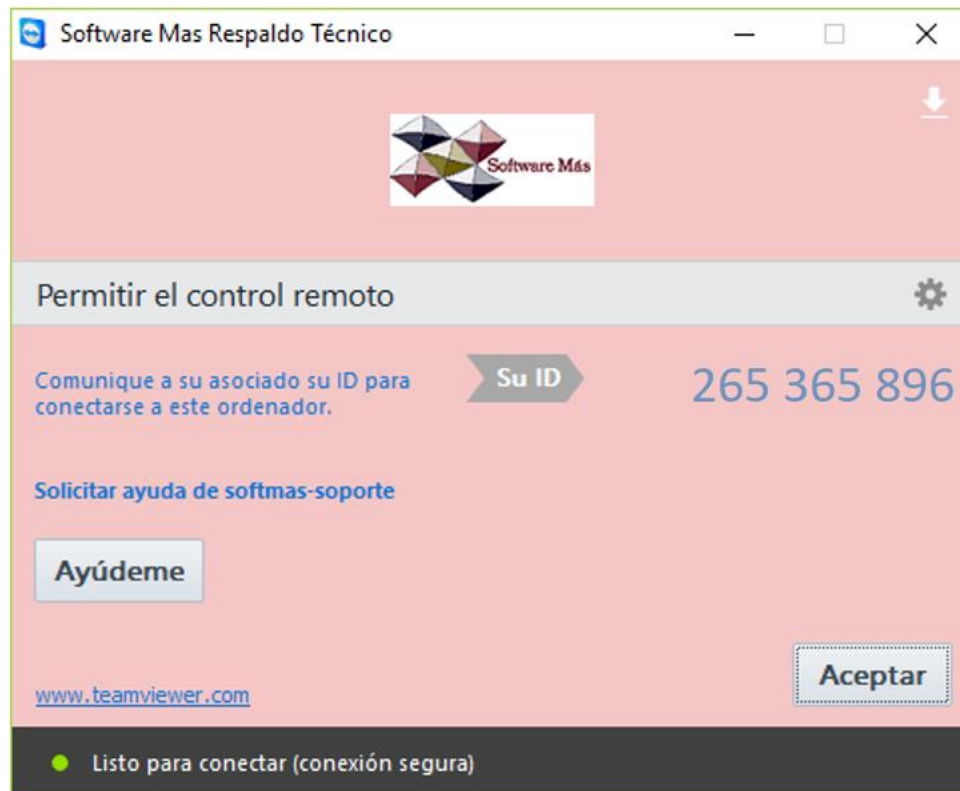 Software Mas Respaldo Técnico
Software Más
Permitir el control remoto
Comunique a su asociado su ID para
conectarse a este ordenador.
Su ID
265 365 896
Solicitar ayuda de softmas-soporte
Ayúdeme
Aceptar
www.teamviewer.com
Listo para conectar (conexión segura)